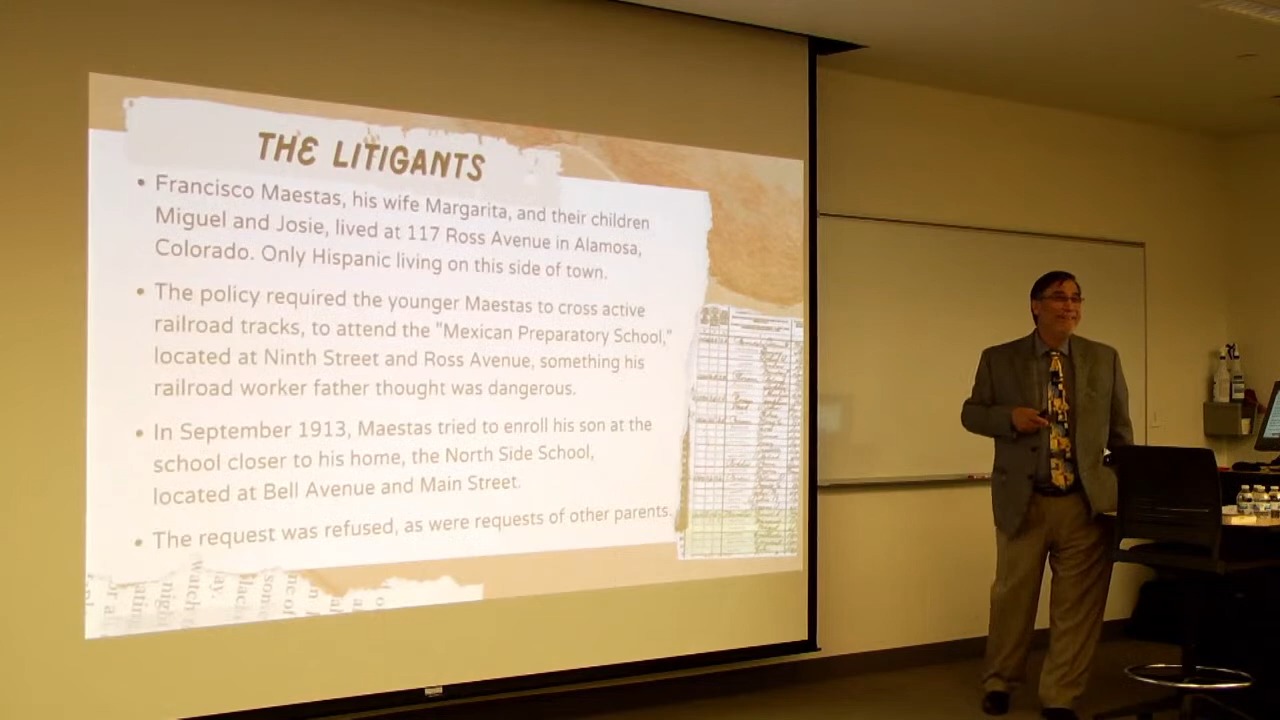 THE LITIGANTS
• Francisco Maestas, his wife Margarita, and their children
Miguel and Josie, lived at 117 Ross Avenue in Alamosa,
Colorado. Only Hispanic living on this side of town.
• The policy required the younger Maestas to cross active
railroad tracks, to attend the "Mexican Preparatory School,"
located at Ninth Street and Ross Avenue, something his
railroad worker father thought was dangerous.
• In September 1913, Maestas tried to enroll his son at the
school closer to his home, the North Side School,
located at Bell Avenue and Main Street.
• The request was refused, as were requests of other parents.
watch
night